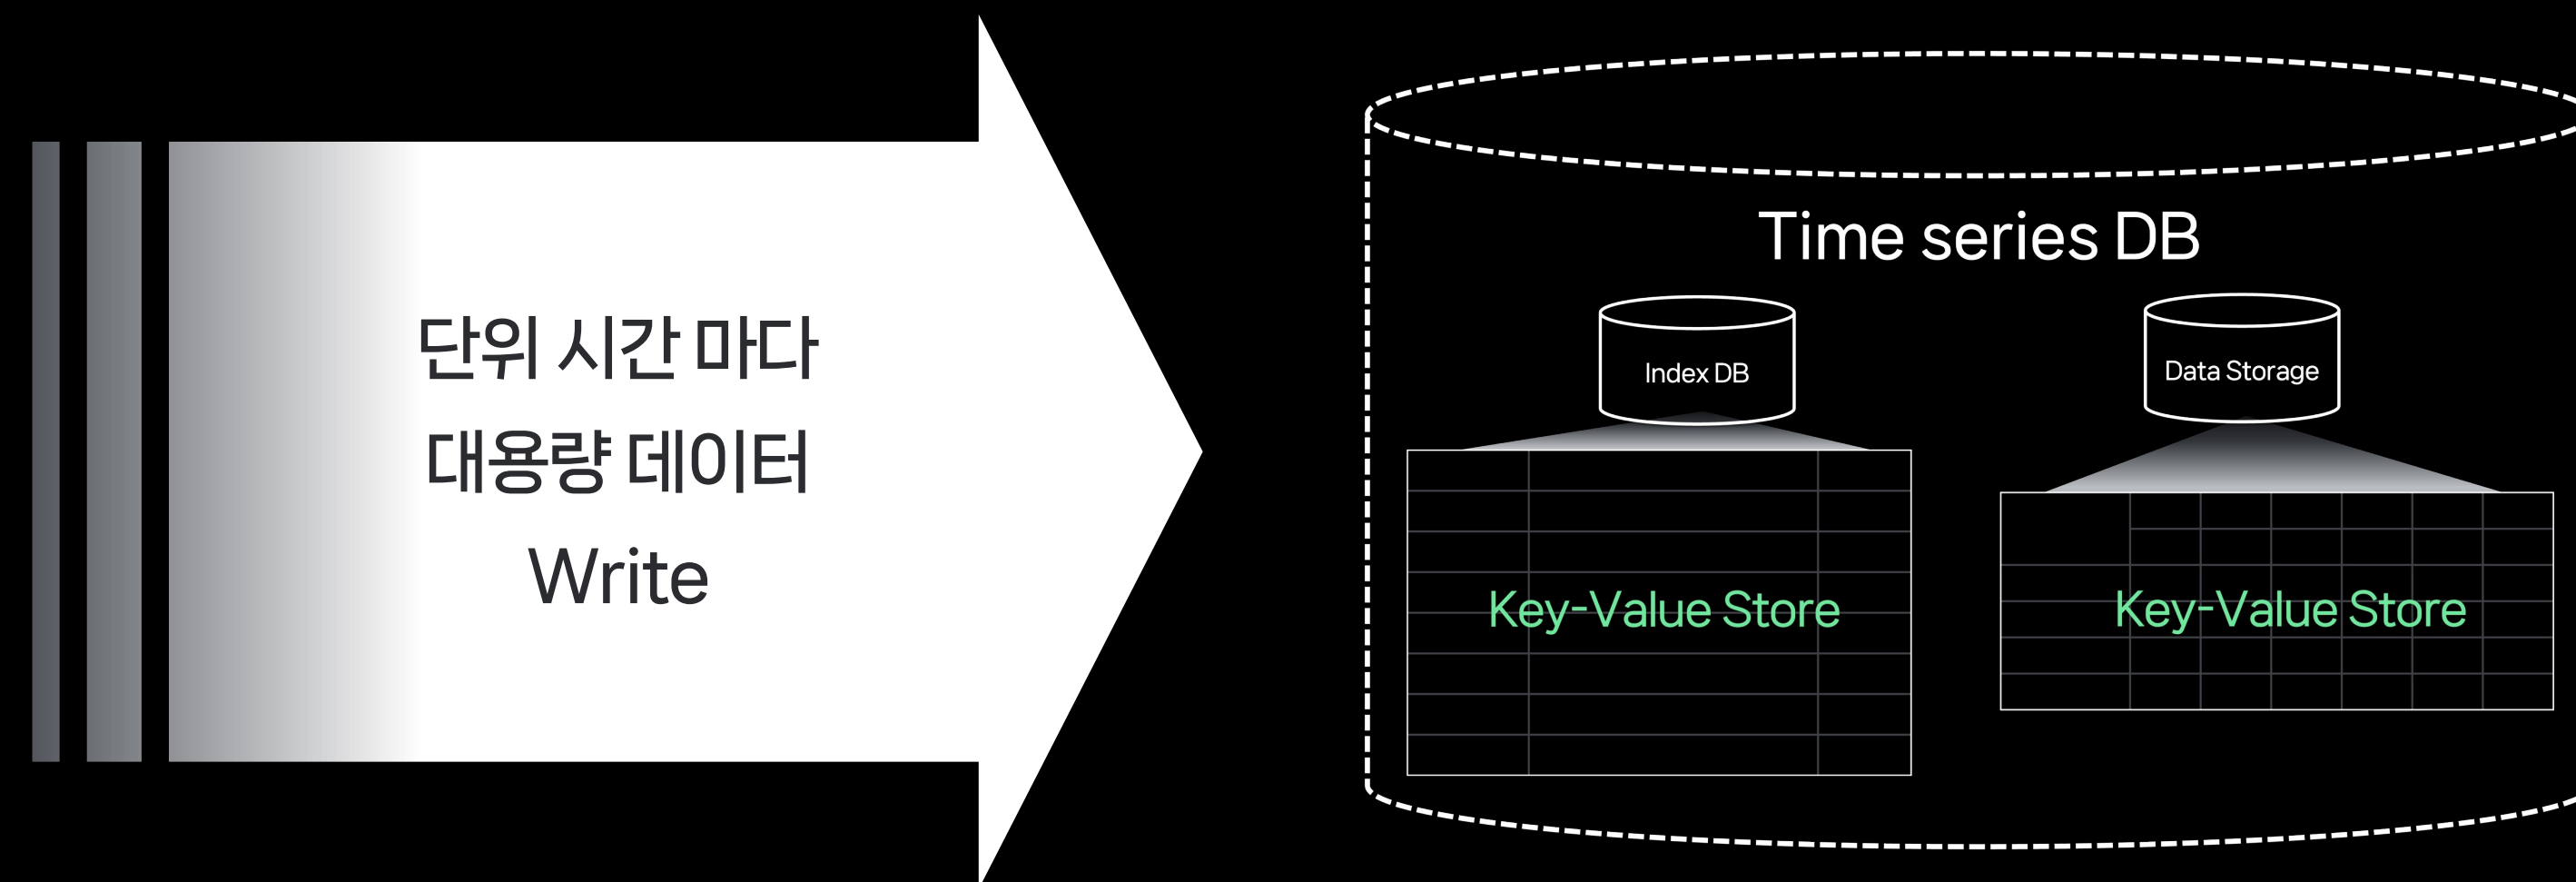 단위 시간 마다
대용량 데이터
Write
Time series DB
Index DB
Data Storage
Key-Value Store
Key-Value Store